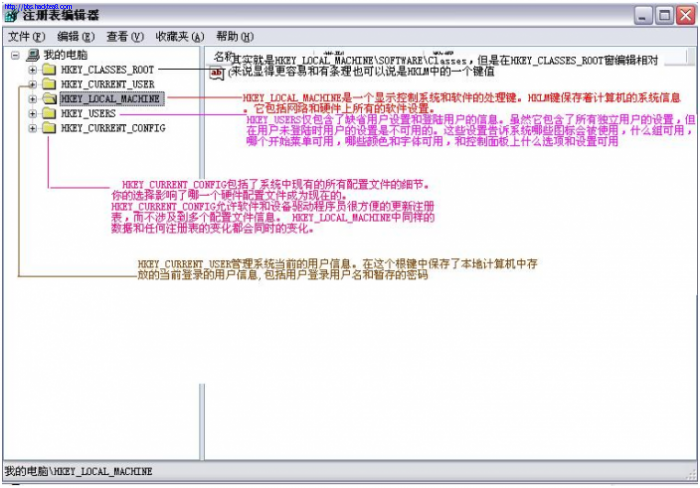 http://bbs.hackfree8.com
注册表编辑器
文件(F) 编辑(E) 查看(V) 收藏夹(A) 帮助(H)
我的电脑
HKEY_CLASSES_ROOT
HKEY_CURRENT_USER
HKEY_LOCAL_MACHINE
HKEY_USERS
HKEY_CURRENT_CONFIG
名称
ab
其实就是HKEY_LOCAL_MACHINE\SOFTWARE\Classes，但是在HKEY_CLASSES_ROOT窗编辑相对
来说显得更容易和有条理也可以说是HKLM中的一个键值
HKEY_LOCAL_MACHINE是一个显示控制系统和软件的处理键。HKLM键保存着计算机的系统信息
。它包括网络和硬件上所有的软件设置。
HKEY_USERS仅包含了缺省用户设置和登陆用户的信息。虽然它包含了所有独立用户的设置，但
在用户未登陆时用户的设置是不可用的。这些设置告诉系统哪些图标会被使用，什么组可用，
哪个开始菜单可用，哪些颜色和字体可用，和控制面板上什么选项和设置可用
HKEY_CURRENT_CONFIG包括了系统中现有的所有配置文件的细节。
你的选择影响了哪一个硬件配置文件成为现在的。
HKEY_CURRENT_CONFIG允许软件和设备驱动程序员很方便的更新注册
表，而不涉及到多个配置文件信息。 HKEY_LOCAL_MACHINE中同样的
数据和任何注册表的变化都会同时的变化。
HKEY_CURRENT_USER管理系统当前的用户信息。在这个根键中保存了本地计算机中存
放的当前登录的用户信息,包括用户登录用户名和暂存的密码
我的电脑\HKEY_LOCAL_MACHINE